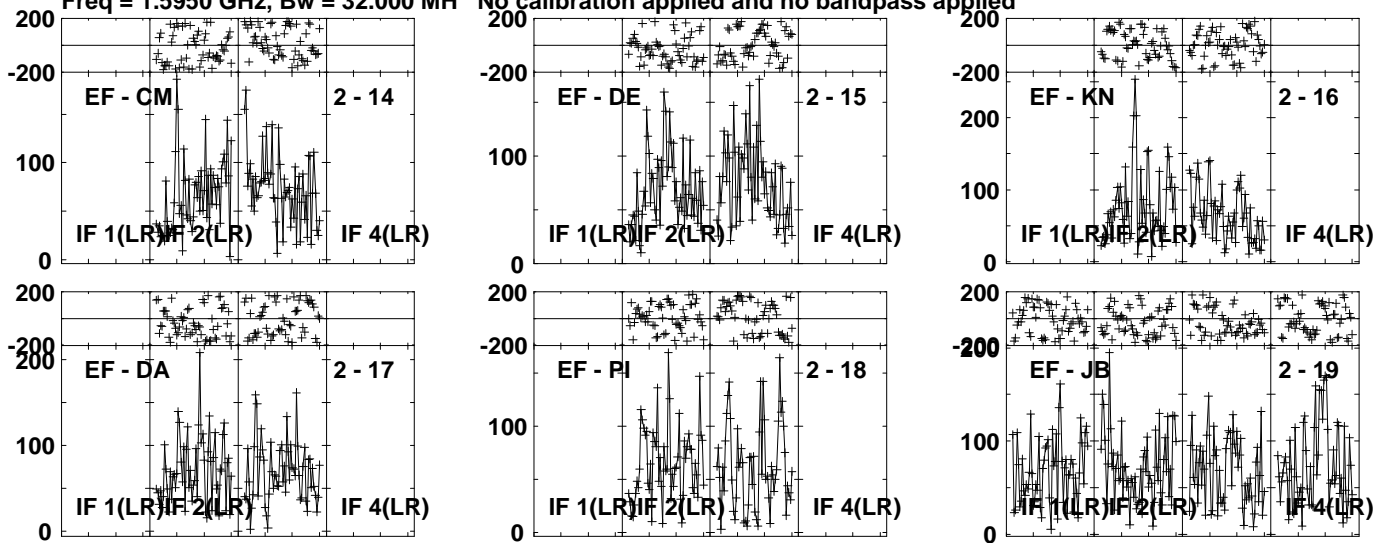 Freq = 1.5950 GHz, Bw = 32.000 MH No calibration applied and no bandpass applied
200
-200
EF - CM 2 - 14
100
IF 1(LR) IF 2(LR) IF 4(LR)
0
200
-200
EF - DE 2 - 15
100
IF 1(LR) IF 2(LR) IF 4(LR)
0
200
-200
EF - KN 2 - 16
200
100
IF 1(LR) IF 2(LR) IF 4(LR)
0
200
-200
200
EF - DA 2 - 17
100
IF 1(LR) IF 2(LR) IF 4(LR)
0
200
-200
EF - PI 2 - 18
100
IF 1(LR) IF 2(LR) IF 4(LR)
0
200
-200
200
EF - JB 2 - 19
100
IF 1(LR) IF 2(LR) IF 4(LR)
0